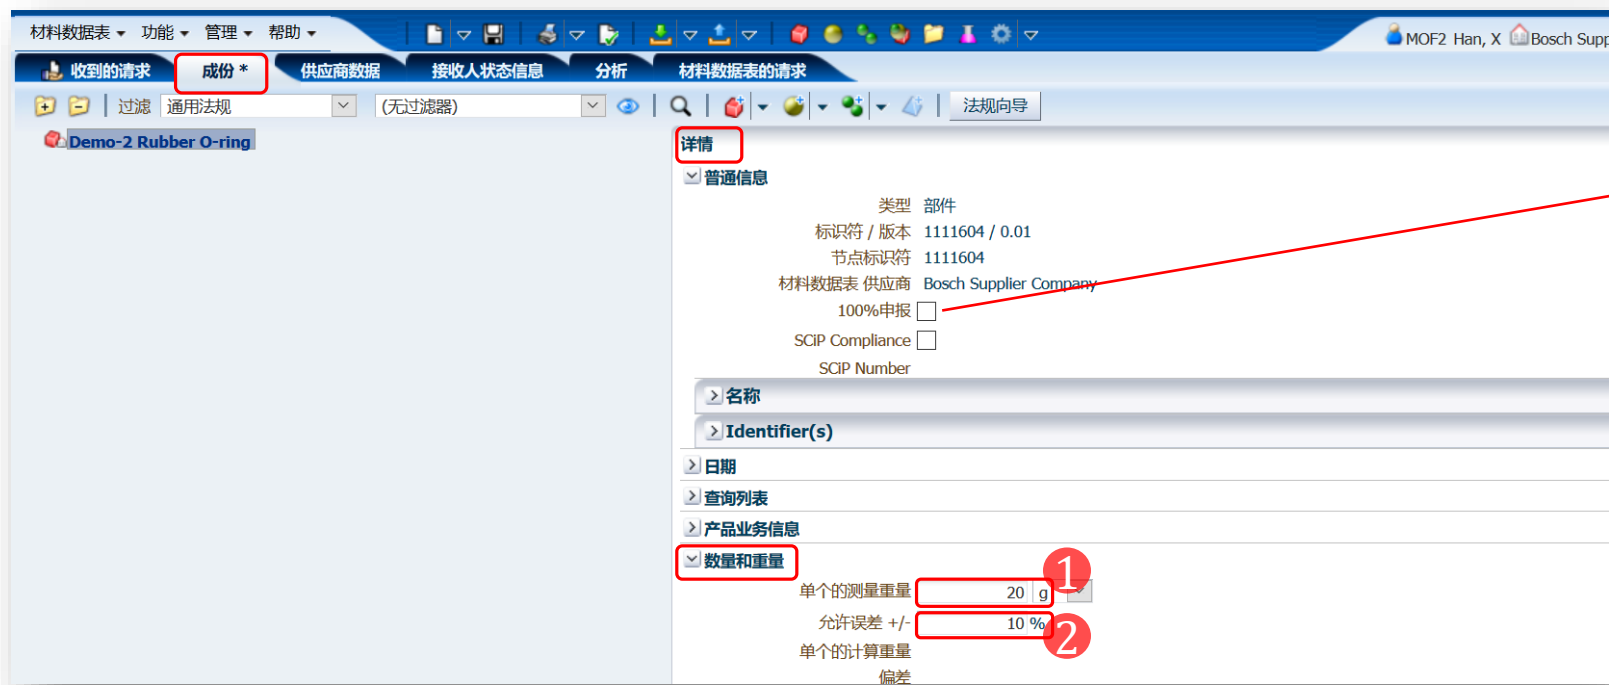 材料数据表 功能 管理 帮助
MOF2 Han, X Bosch Supp
收到的请求 成份 * 供应商数据 接收人状态信息 分析 材料数据表的请求
过滤 通用法规 (无过滤器) 法规向导
Demo-2 Rubber O-ring
详情
普通信息
类型 部件
标识符 / 版本 1111604 / 0.01
节点标识符 1111604
材料数据表 供应商 Bosch Supplier Company
100%申报
SCiP Compliance
SCiP Number
名称
Identifier(s)
日期
查询列表
产品业务信息
数量和重量
单个的测量重量 20 g 1
允许误差 +/- 10 % 2
单个的计算重量
偏差